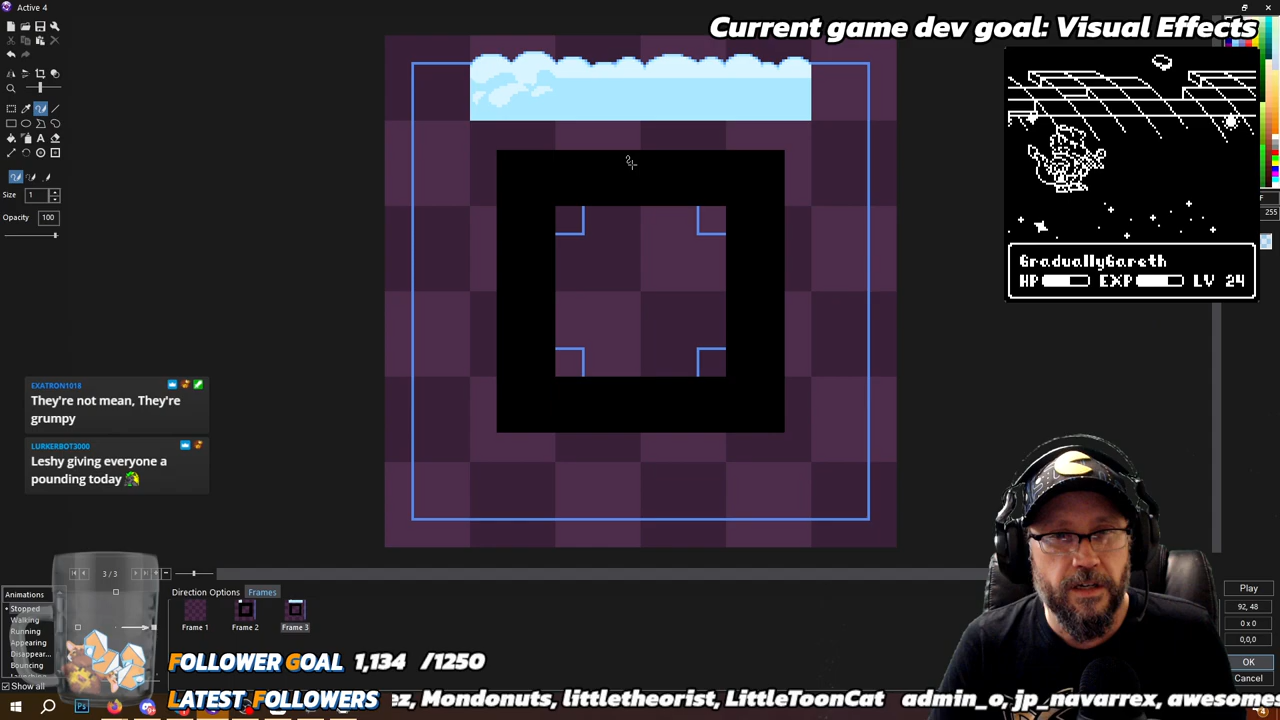 Active 4
Current game dev goal: Visual Effects
Size
1
Opacity
100
255
GraduallyGareth
HP EXP LV 24
EXATRON1018
They're not mean, They're
grumpy
LURKERBOT3000
Leshy giving everyone a
pounding today
3 / 3
Animations
Stopped
Walking
Running
Appearing
Disappear...
Bouncing
Show all
Direction Options
Frames
Frame 1
Frame 2
Frame 3
Play
92, 48
0 x 0
0,0,0
OK
Cancel
FOLLOWER GOAL 1,134 /1250
LATEST FOLLOWERS
ez, Mondonuts, littletheorist, LittleToonCat admin_o, jp_navarrex, awesome